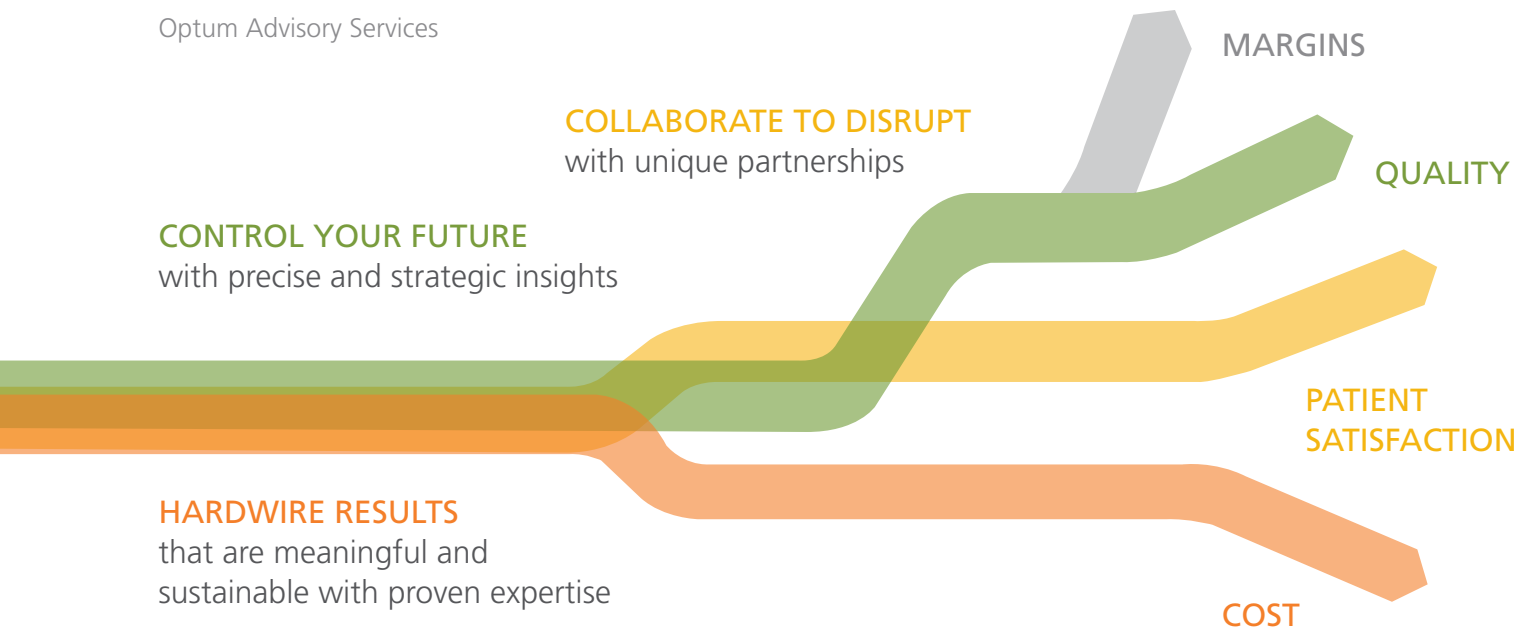 Optum Advisory Services
MARGINS
COLLABORATE TO DISRUPT
with unique partnerships
QUALITY
CONTROL YOUR FUTURE
with precise and strategic insights
PATIENT
SATISFACTION
HARDWIRE RESULTS
that are meaningful and
sustainable with proven expertise
COST